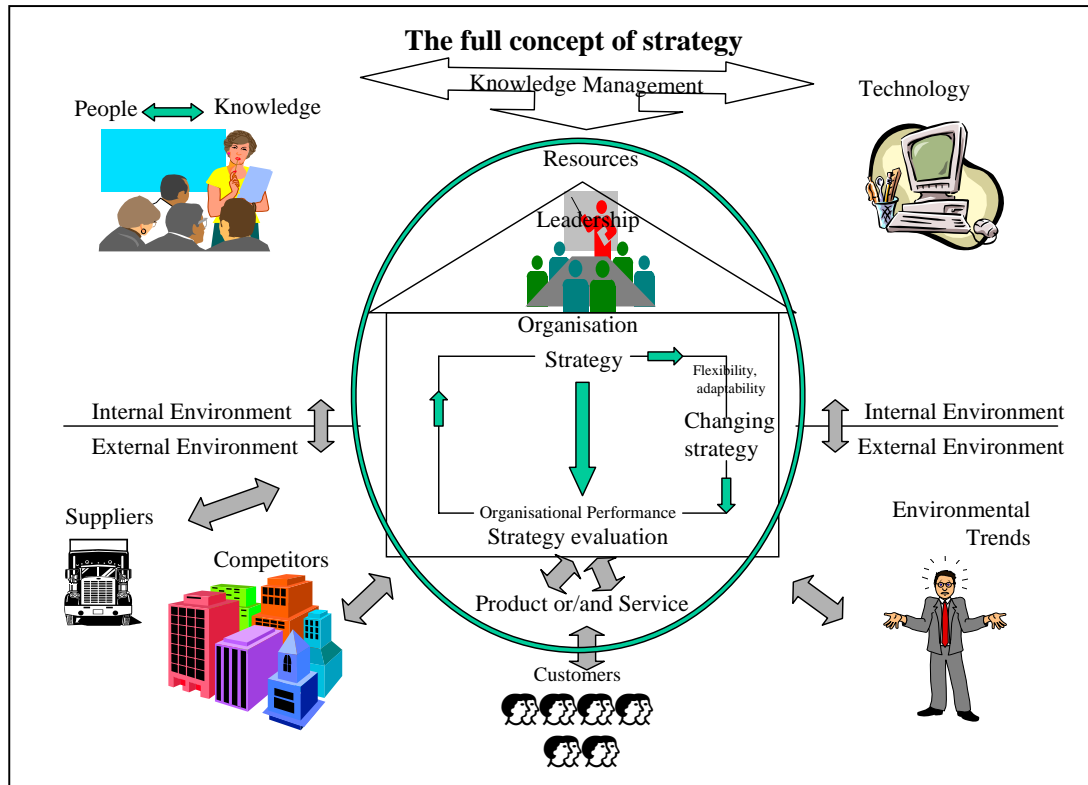 The full concept of strategy
Knowledge Management
People
Knowledge
Technology
Resources
Leadership
Organisation
Strategy
Flexibility,
adaptability
Changing
strategy
Internal Environment
External Environment
Internal Environment
External Environment
Organisational Performance
Strategy evaluation
Suppliers
Competitors
Environmental
Trends
Product or/and Service
Customers